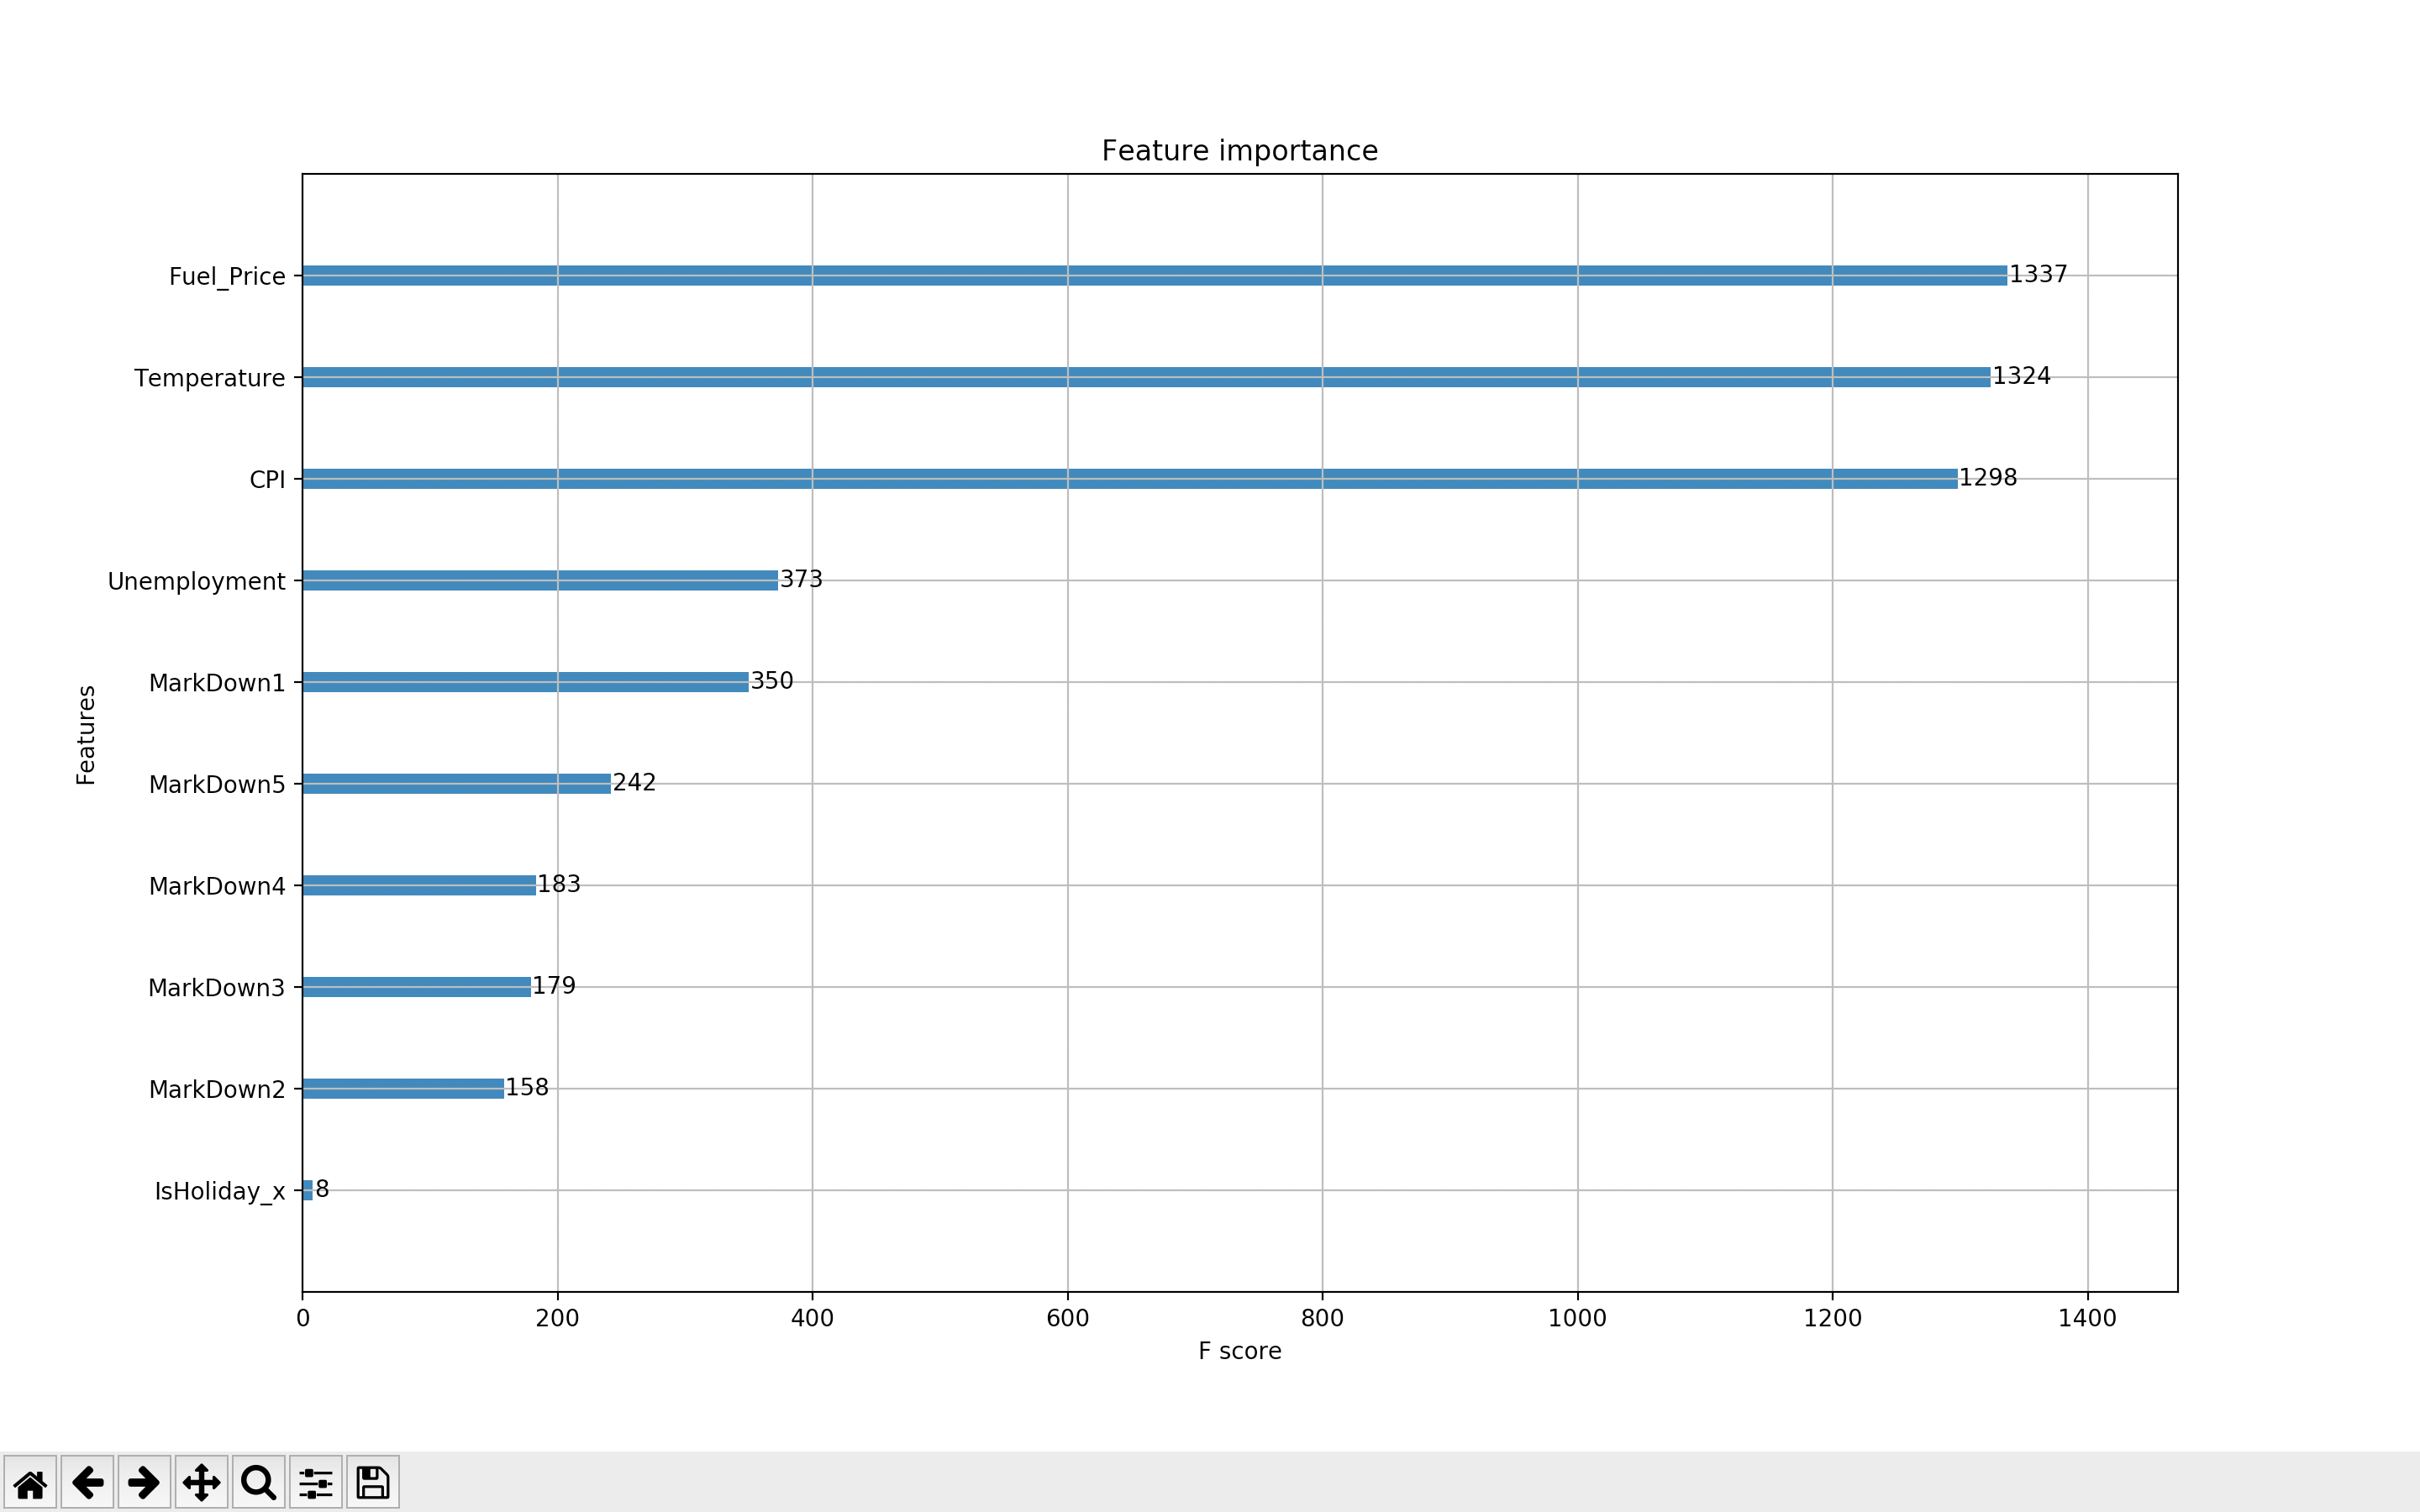 Feature importance
Fuel_Price
1337
Temperature
1324
CPI
1298
Unemployment
373
MarkDown1
350
MarkDown5
242
MarkDown4
183
MarkDown3
179
MarkDown2
158
IsHoliday_x
8
Features
0 200 400 600 800 1000 1200 1400
F score